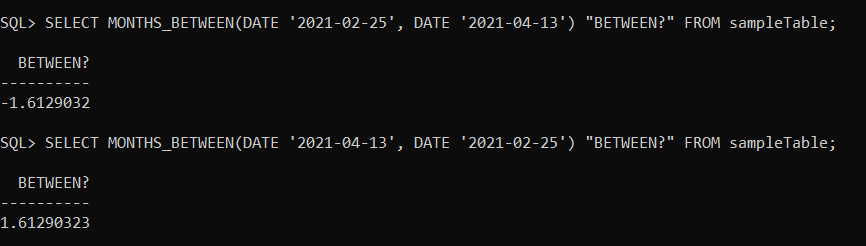 SQL> SELECT MONTHS_BETWEEN(DATE '2021-02-25', DATE '2021-04-13') "BETWEEN?" FROM sampleTable;
BETWEEN?
----------
-1.6129032
SQL> SELECT MONTHS_BETWEEN(DATE '2021-04-13', DATE '2021-02-25') "BETWEEN?" FROM sampleTable;
BETWEEN?
----------
1.61290323